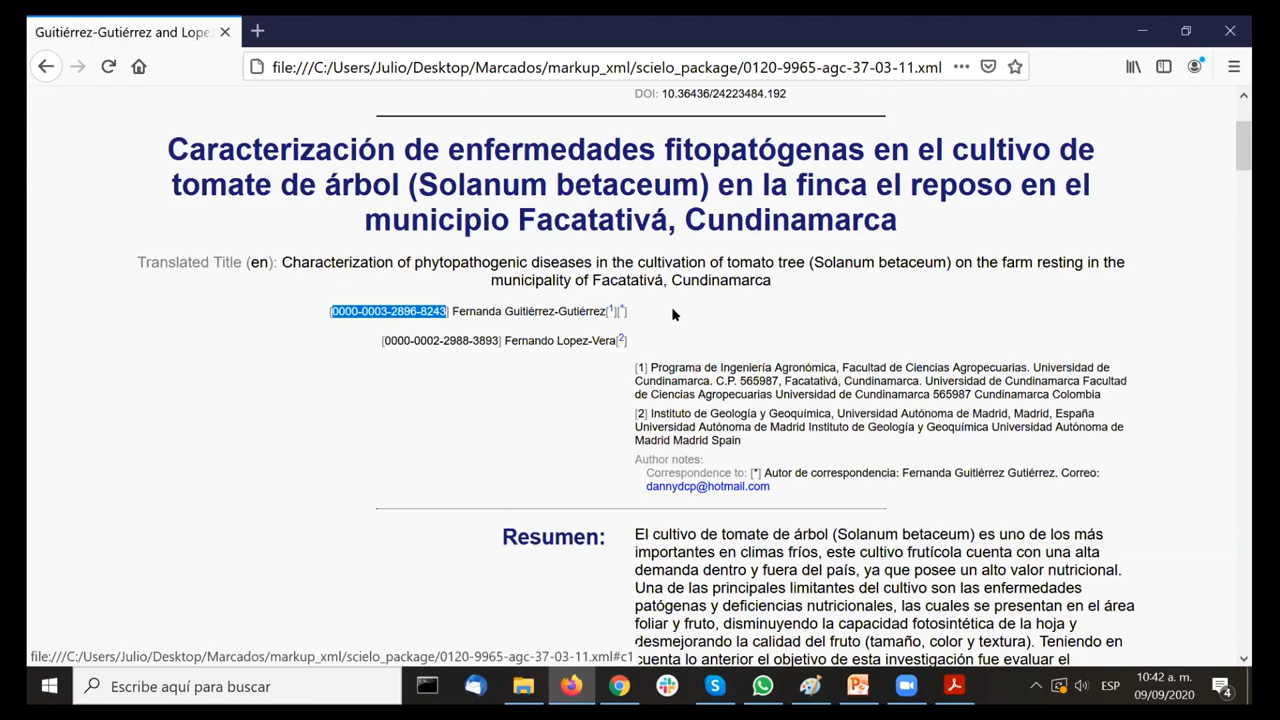 Guitiérrez-Gutiérrez and Lope
file:///C:/Users/Julio/Desktop/Marcados/markup_xml/scielo_package/0120-9965-agc-37-03-11.xml
DOI: 10.36436/24223484.192
Caracterización de enfermedades fitopatógenas en el cultivo de
tomate de árbol (Solanum betaceum) en la finca el reposo en el
municipio Facatativá, Cundinamarca
Translated Title (en): Characterization of phytopathogenic diseases in the cultivation of tomato tree (Solanum betaceum) on the farm resting in the
municipality of Facatativá, Cundinamarca
[0000-0003-2896-8243] Fernanda Guitiérrez-Gutiérrez[1][*]
[0000-0002-2988-3893] Fernando Lopez-Vera[2]
[1] Programa de Ingeniería Agronómica, Facultad de Ciencias Agropecuarias. Universidad de
Cundinamarca. C.P. 565987, Facatativá, Cundinamarca. Universidad de Cundinamarca Facultad
de Ciencias Agropecuarias Universidad de Cundinamarca 565987 Cundinamarca Colombia
[2] Instituto de Geología y Geoquímica, Universidad Autónoma de Madrid, Madrid, España
Universidad Autónoma de Madrid Instituto de Geología y Geoquímica Universidad Autónoma de
Madrid Madrid Spain
Author notes:
Correspondence to: [*] Autor de correspondencia: Fernanda Guitiérrez Gutiérrez. Correo:
dannydcp@hotmail.com
Resumen:
El cultivo de tomate de árbol (Solanum betaceum) es uno de los más
importantes en climas fríos, este cultivo frutícola cuenta con una alta
demanda dentro y fuera del país, ya que posee un alto valor nutricional.
Una de las principales limitantes del cultivo son las enfermedades
patógenas y deficiencias nutricionales, las cuales se presentan en el área
foliar y fruto, disminuyendo la capacidad fotosintética de la hoja y
desmejorando la calidad del fruto (tamaño, color y textura). Teniendo en
cuenta lo anterior el objetivo de esta investigación fue evaluar el
file:///C:/Users/Julio/Desktop/Marcados/markup_xml/scielo_package/0120-9965-agc-37-03-11.xml#c1
Escribe aquí para buscar
ESP
10:42 a. m.
09/09/2020
4